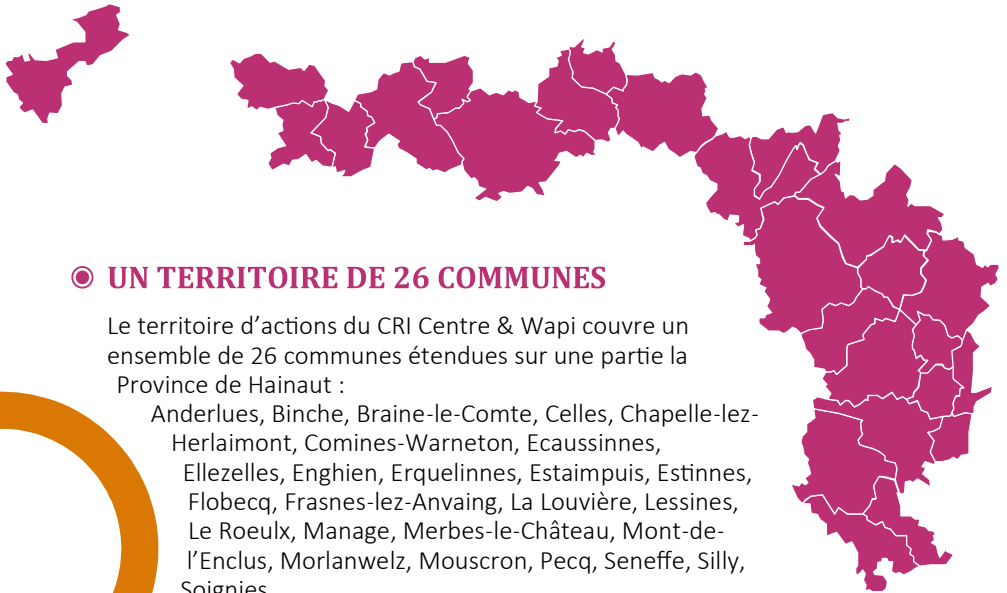 UN TERRITOIRE DE 26 COMMUNES
Le territoire d’actions du CRI Centre & Wapi couvre un
ensemble de 26 communes étendues sur une partie la
Province de Hainaut :
Anderlues, Binche, Braine-le-Comte, Celles, Chapelle-lez-
Herlaimont, Comines-Warneton, Ecaussinnes,
Ellezelles, Enghien, Erquelinnes, Estaimpuis, Estinnes,
Flobecq, Frasnes-lez-Anvaing, La Louvière, Lessines,
Le Roeulx, Manage, Merbes-le-Château, Mont-de-
l’Enclus, Morlanwelz, Mouscron, Pecq, Seneffe, Silly,
Soignies